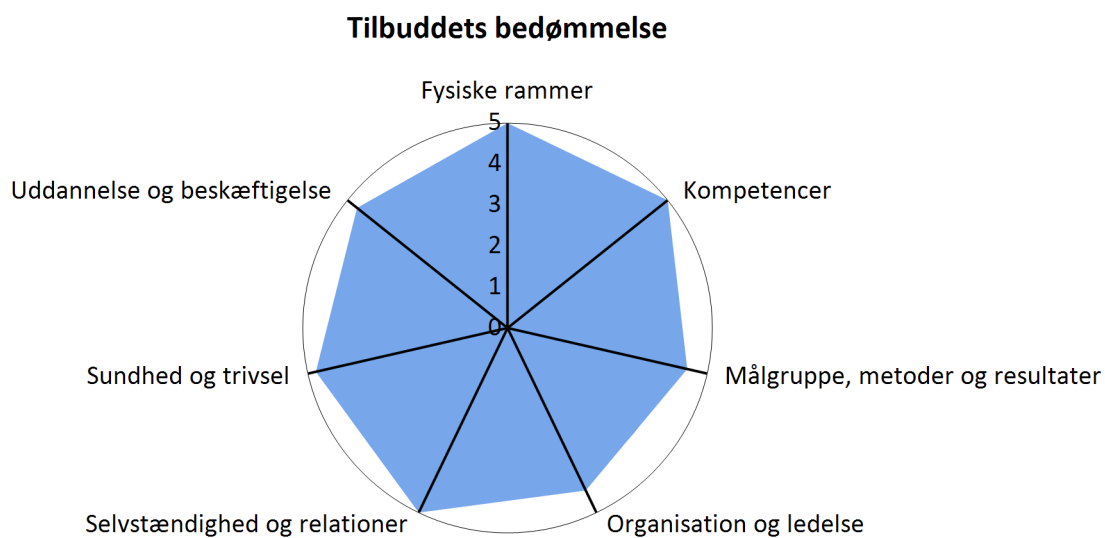 Tilbuddets bedømmelse
Fysiske rammer
5
4
3
2
1
0
Uddannelse og beskæftigelse
Kompetencer
Sundhed og trivsel
Målgruppe, metoder og resultater
Selvstændighed og relationer
Organisation og ledelse